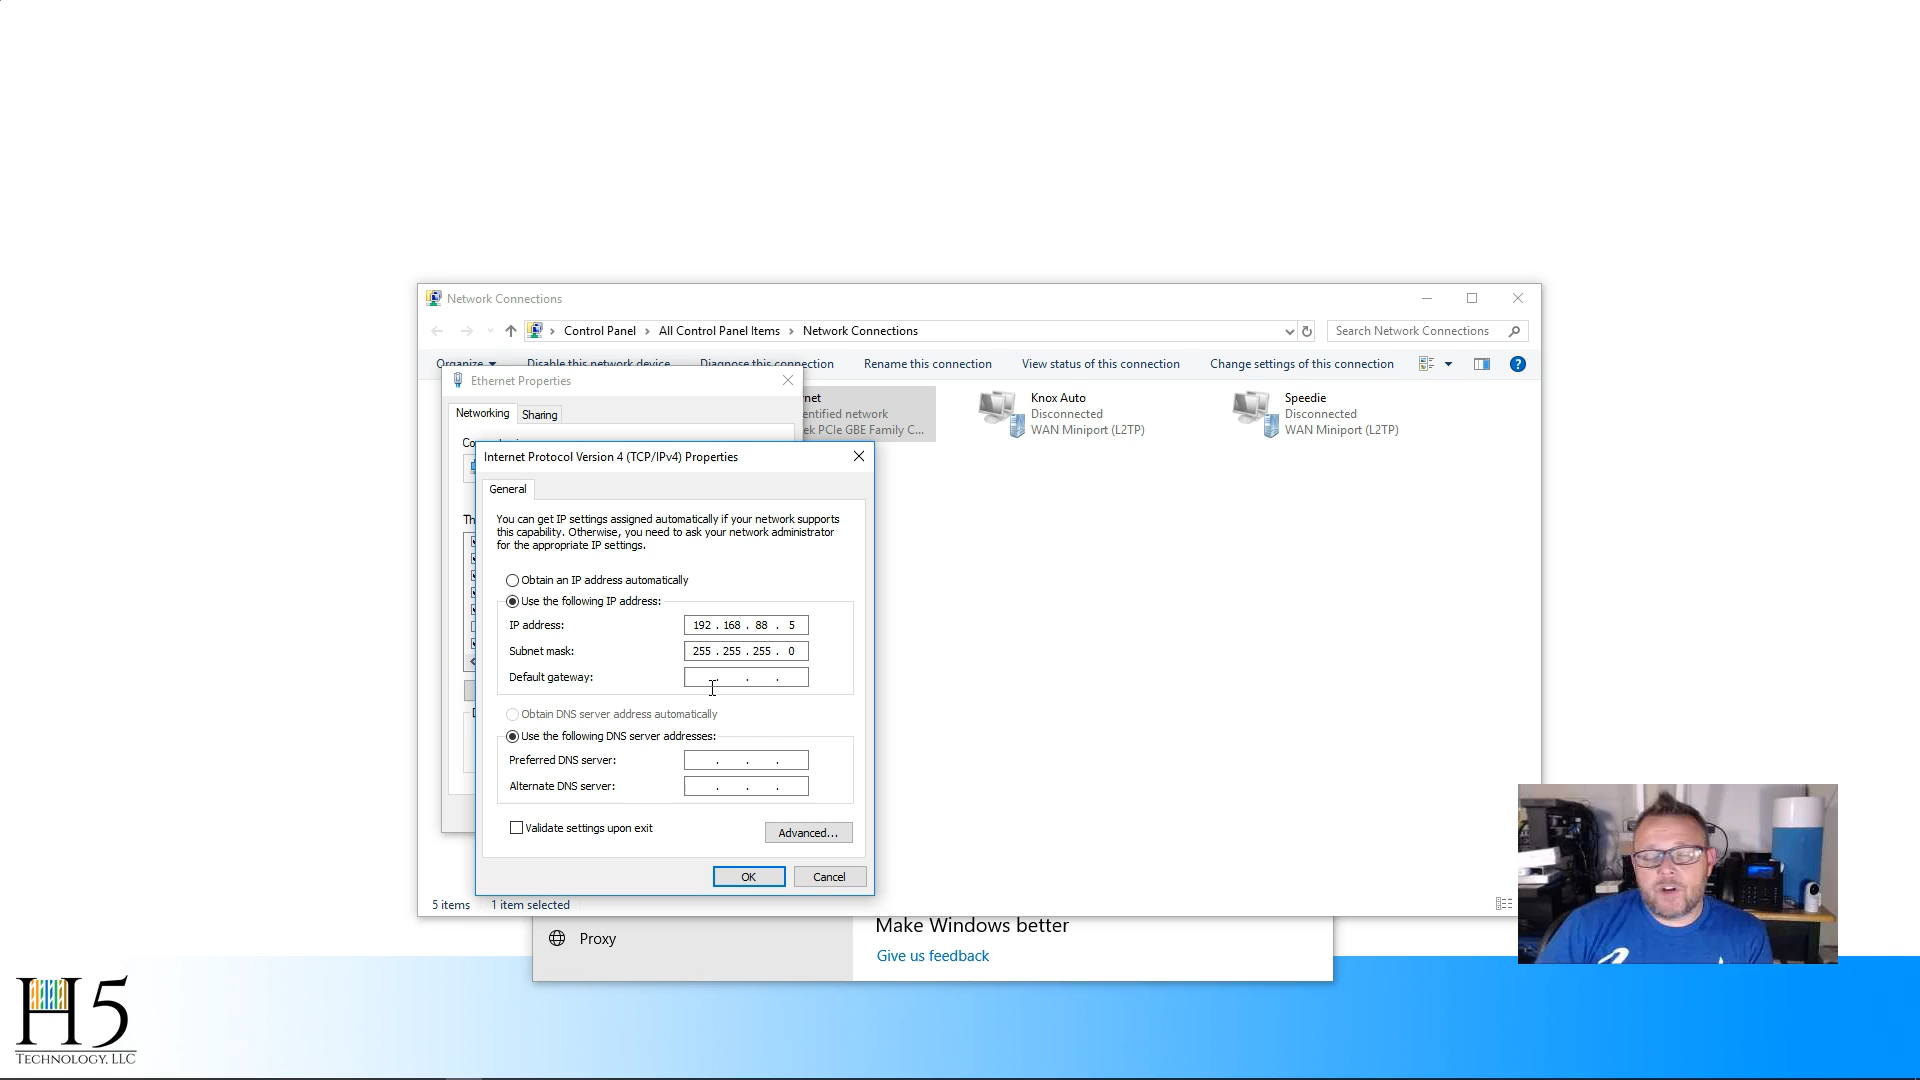 Network Connections
Control Panel > All Control Panel Items > Network Connections
Search Network Connections
Organize
Disable this network device
Diagnose this connection
Rename this connection
View status of this connection
Change settings of this connection
Ethernet Properties
Networking
Sharing
net
entified network
ek PCIe GBE Family C...
Knox Auto
Disconnected
WAN Miniport (L2TP)
Speedie
Disconnected
WAN Miniport (L2TP)
Co
Th
Internet Protocol Version 4 (TCP/IPv4) Properties
General
You can get IP settings assigned automatically if your network supports
this capability. Otherwise, you need to ask your network administrator
for the appropriate IP settings.
Obtain an IP address automatically
Use the following IP address:
IP address: 192 . 168 . 88 . 5
Subnet mask: 255 . 255 . 255 . 0
Default gateway: . . .
Obtain DNS server address automatically
Use the following DNS server addresses:
Preferred DNS server: . . .
Alternate DNS server: . . .
Validate settings upon exit
Advanced...
OK
Cancel
5 items
1 item selected
Proxy
Make Windows better
Give us feedback
H5
TECHNOLOGY, LLC